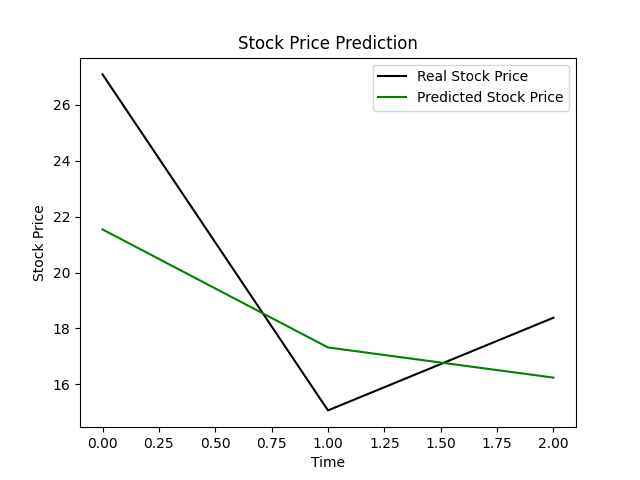 Stock Price Prediction
Real Stock Price
Predicted Stock Price
Stock Price
26
24
22
20
18
16
0.00 0.25 0.50 0.75 1.00 1.25 1.50 1.75 2.00
Time